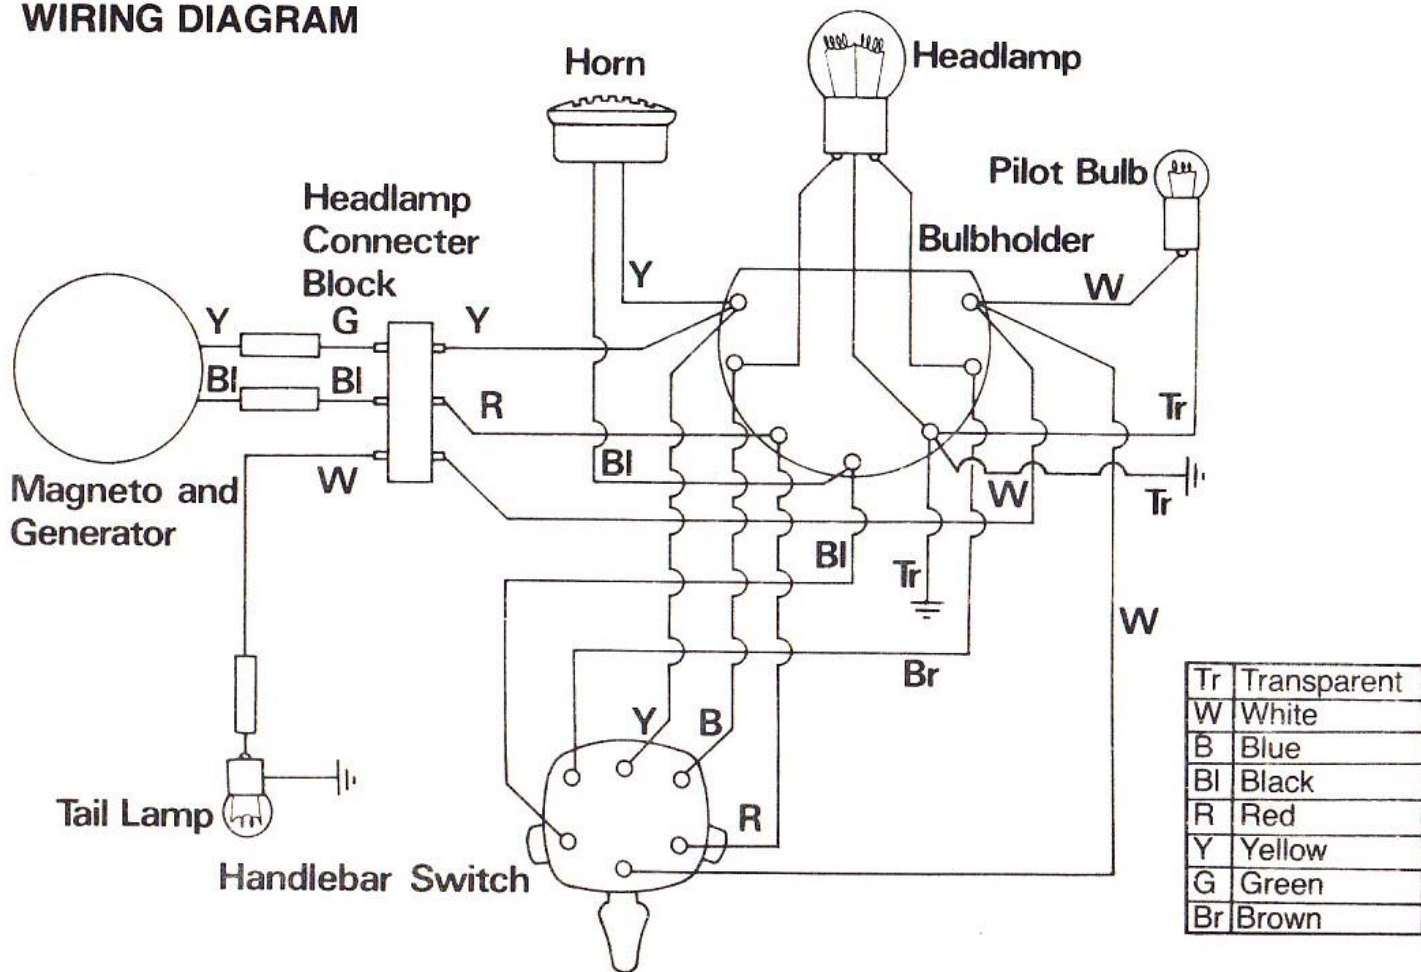 WIRING DIAGRAM
Horn
Headlamp
Pilot Bulb
Headlamp
Connecter
Block
Bulbholder
Y
W
Y
G
Y
Bl
Bl
R
Tr
Bl
W
W
Tr
Magneto and
Generator
Bl
Tr
W
Br
Y
B
R
Tail Lamp
Handlebar Switch
Tr Transparent
W White
B Blue
Bl Black
R Red
Y Yellow
G Green
Br Brown